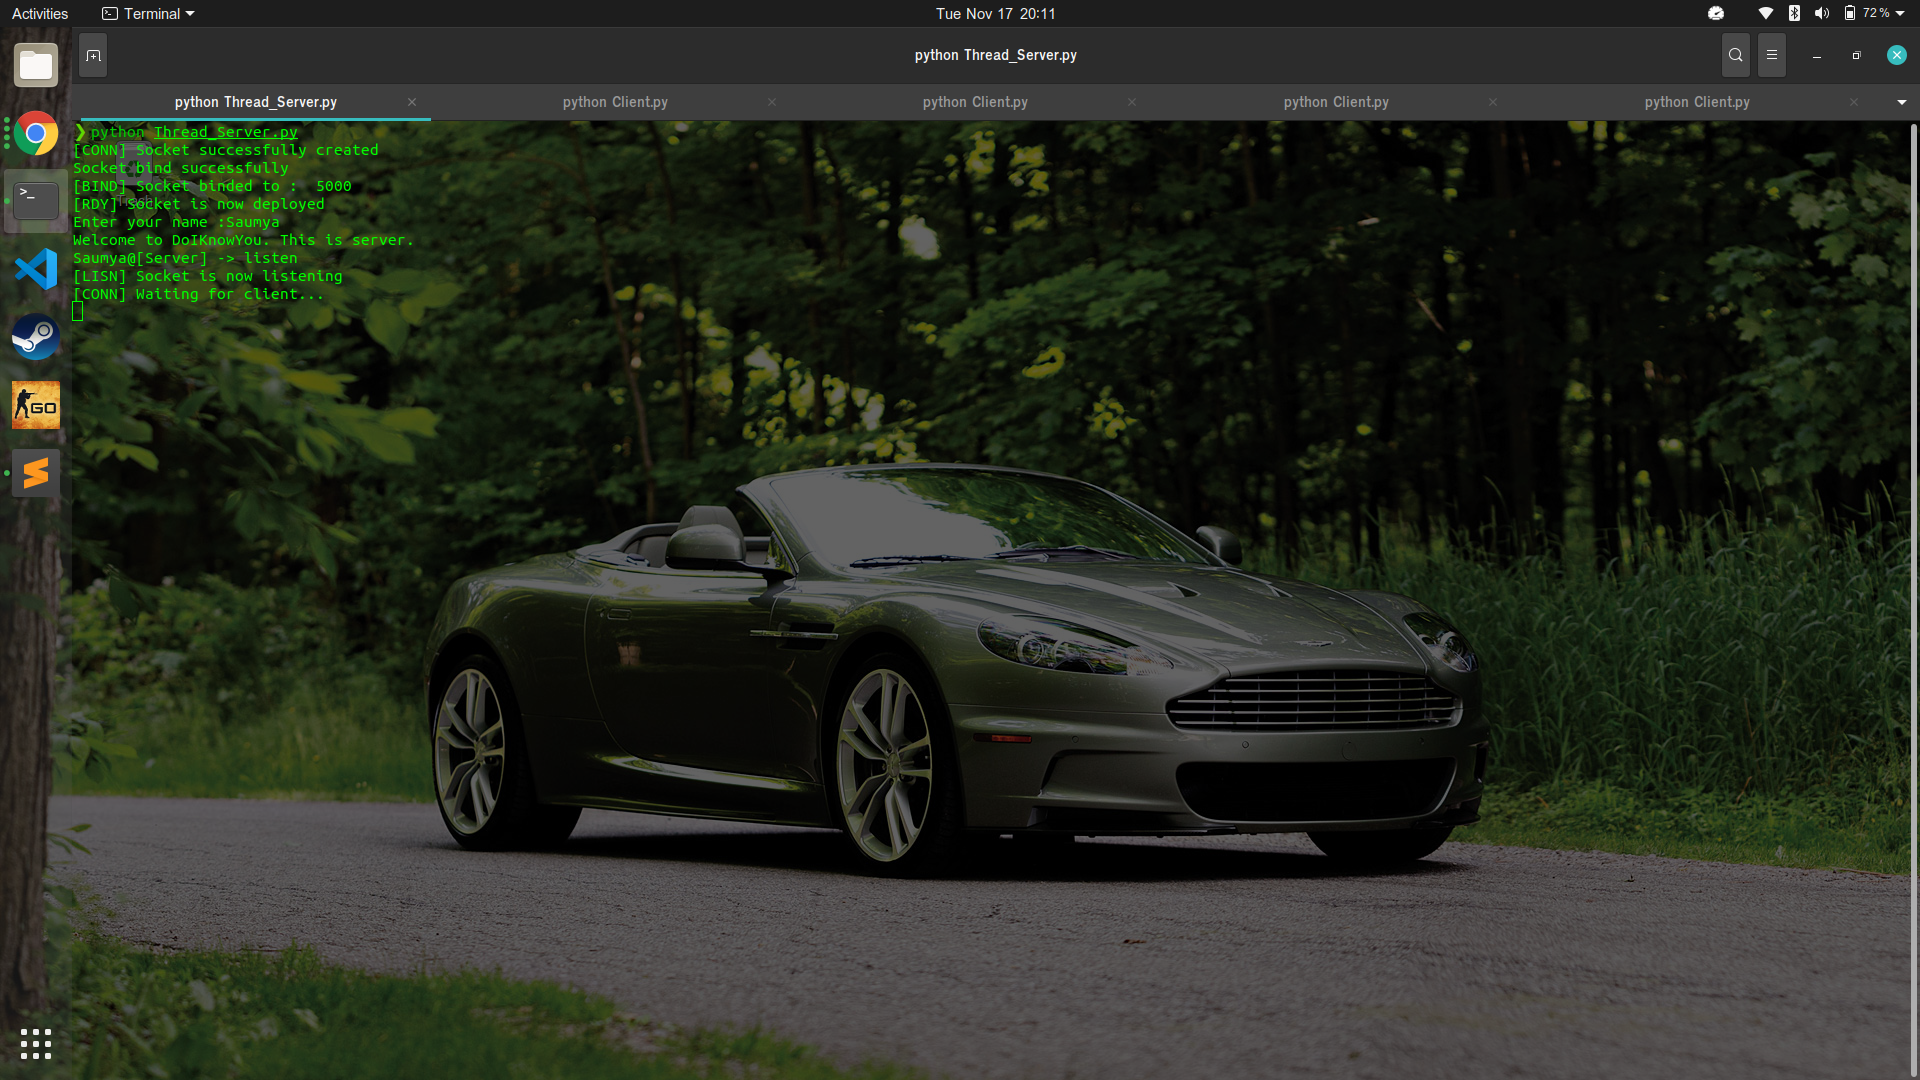 Activities
Terminal
Tue Nov 17 20:11
72 %
python Thread_Server.py
python Thread_Server.py
python Client.py
python Client.py
python Client.py
python Client.py
❯ python Thread_Server.py
[CONN] Socket successfully created
Socket bind successfully
[BIND] Socket binded to :  5000
[RDY] Socket is now deployed
Enter your name :Saumya
Welcome to DoIKnowYou. This is server.
Saumya@[Server] -> listen
[LISN] Socket is now listening
[CONN] Waiting for client...
GO